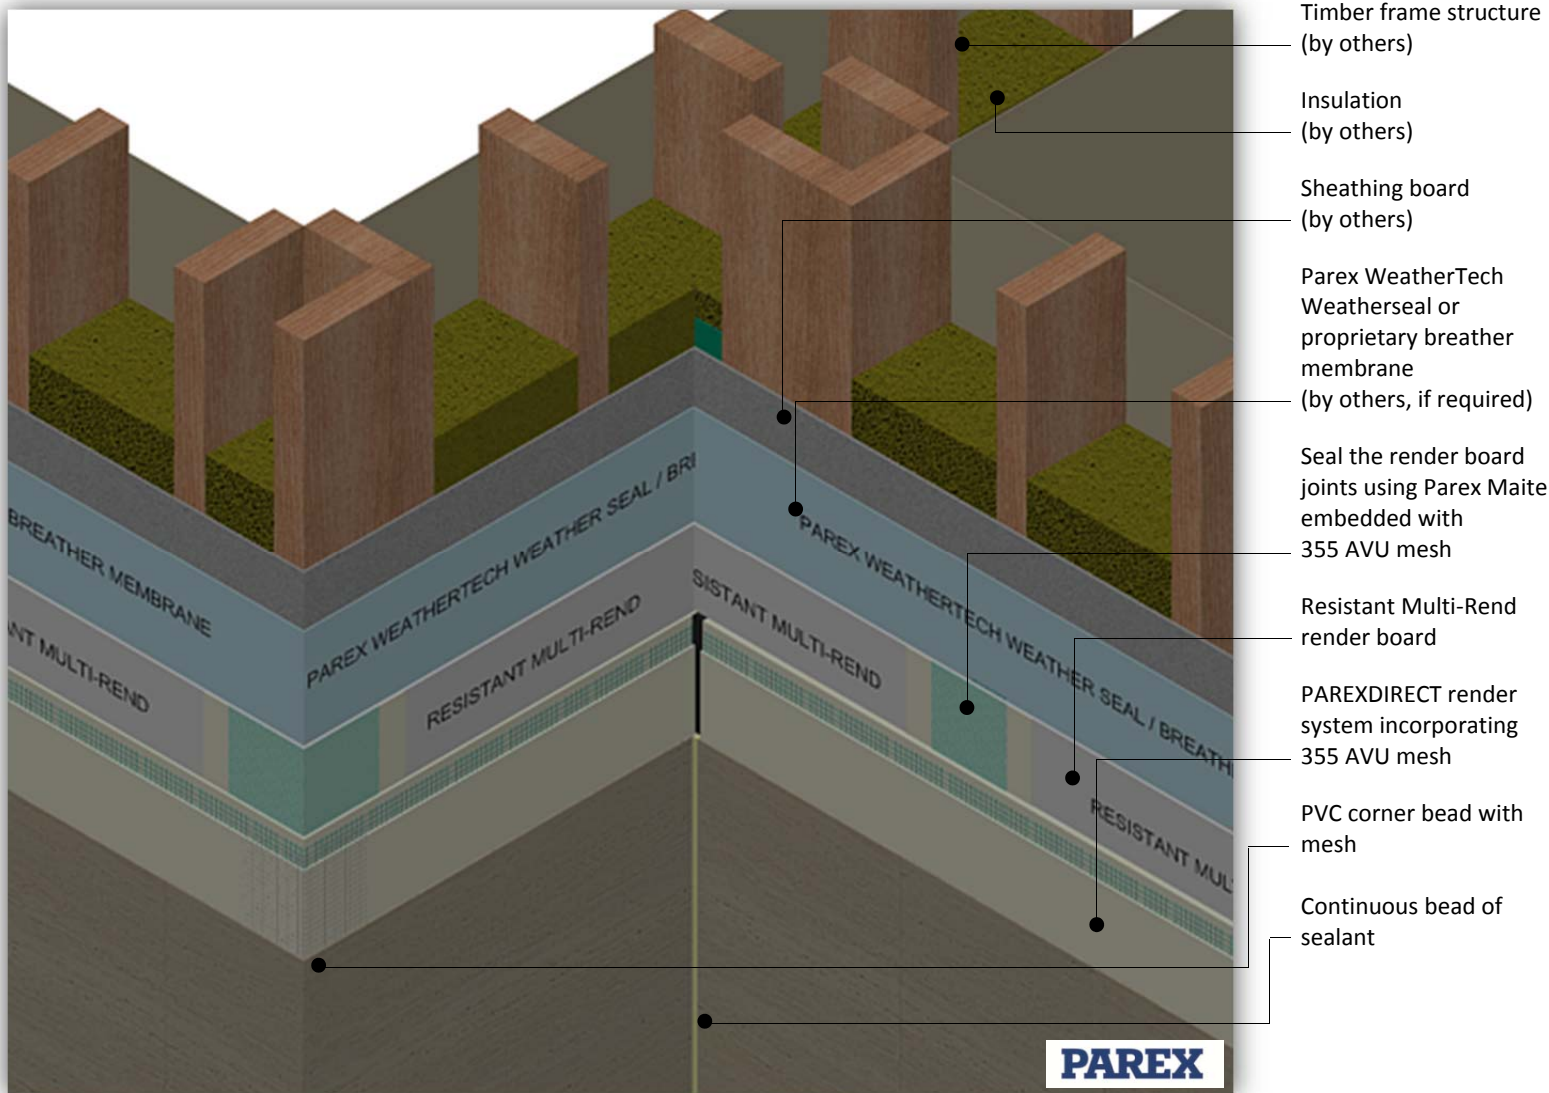 Timber frame structure
(by others)
Insulation
(by others)
Sheathing board
(by others)
Parex WeatherTech
Weatherseal or
proprietary breather
membrane
(by others, if required)
Seal the render board
joints using Parex Maite
embedded with
355 AVU mesh
Resistant Multi-Rend
render board
PAREXDIRECT render
system incorporating
355 AVU mesh
PVC corner bead with
mesh
Continuous bead of
sealant
BREATHER MEMBRANE
ANT MULTI-REND
PAREX WEATHERTECH WEATHER SEAL / BRE
RESISTANT MULTI-REND
PAREX WEATHERTECH WEATHER SEAL / BREATH
SISTANT MULTI-REND
RESISTANT MUL
PAREX